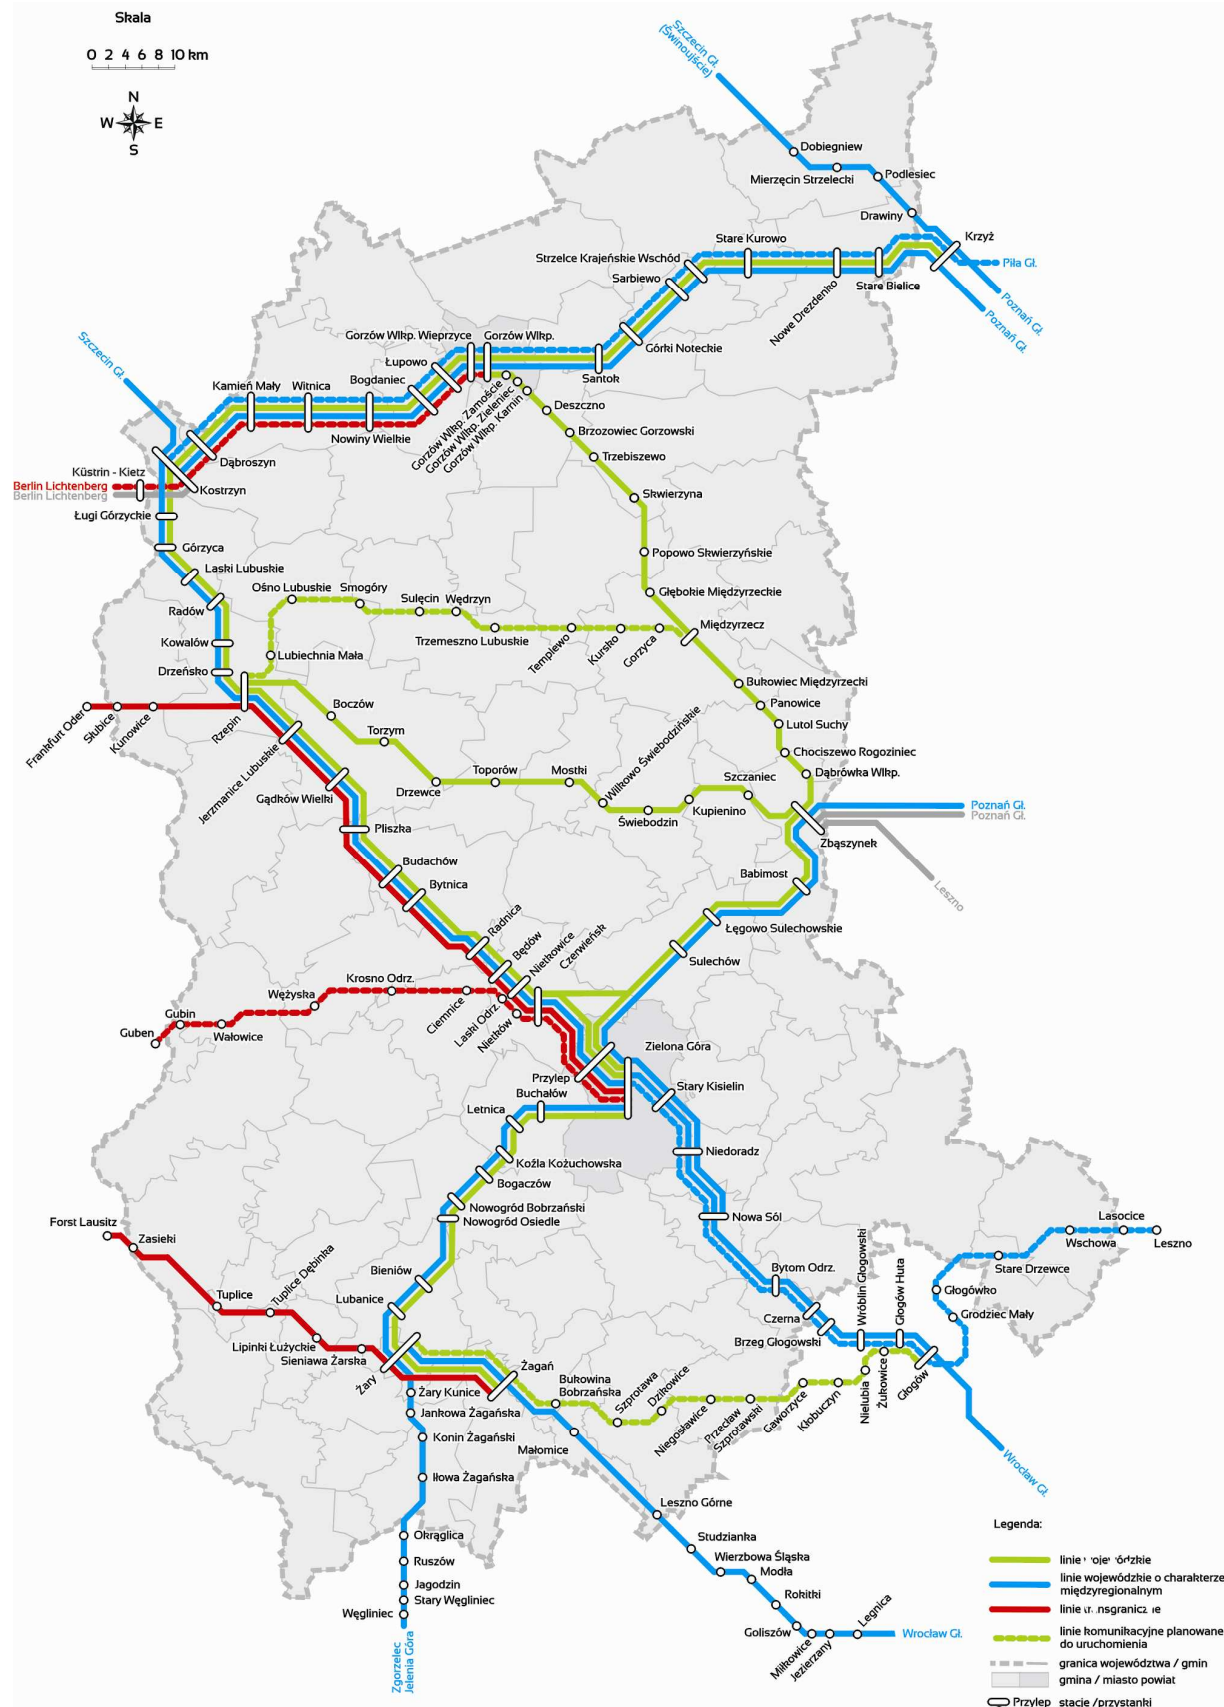 Skala
0 2 4 6 8 10 km
N
W E
S
Szczecin Gł.
(Świnoujście)
Dobiegniew
Mierzęcin Strzelecki
Podlesiec
Drawiny
Krzyż
Piła Gł.
Poznań Gł.
Poznań Gł.
Stare Kurowo
Strzelce Krajeńskie Wschód
Sarbiewo
Nowe Drezdenko
Stare Bielice
Górki Noteckie
Santok
Gorzów Wlkp. Wieprzyce
Gorzów Wlkp.
Łupowo
Bogdaniec
Szczecin Gł.
Kamień Mały
Witnica
Nowiny Wielkie
Gorzów Wlkp. Zamoście
Gorzów Wlkp. Zieleniec
Gorzów Wlkp. Karnin
Deszczno
Brzozowiec Gorzowski
Trzebiszewo
Skwierzyna
Dąbroszyn
Kostrzyn
Küstrin - Kietz
Berlin Lichtenberg
Berlin Lichtenberg
Ługi Górzyckie
Górzyca
Laski Lubuskie
Radów
Kowalów
Drzeńsko
Popowo Skwierzyńskie
Głębokie Międzyrzeckie
Międzyrzecz
Ośno Lubuskie
Smogóry
Sulęcin
Wędrzyn
Trzemeszno Lubuskie
Templewo
Kursko
Gorzyca
Lubiechnia Mała
Bukowiec Międzyrzecki
Panowice
Lutol Suchy
Chociszewo Rogoziniec
Dąbrówka Wlkp.
Frankfurt Oder
Słubice
Kunowice
Rzepin
Boczów
Torzym
Drzewce
Toporów
Mostki
Wilkowo Świebodzińskie
Świebodzin
Kupienino
Szczaniec
Zbąszynek
Poznań Gł.
Poznań Gł.
Leszno
Jerzmanice Lubuskie
Gądków Wielki
Pliszka
Budachów
Bytnica
Radnica
Będów
Nietkowice
Czerwieńsk
Babimost
Łęgowo Sulechowskie
Sulechów
Krosno Odrz.
Wężyska
Gubin
Guben
Wałowice
Ciemnice
Laski Odrz.
Nietków
Zielona Góra
Przylep
Stary Kisielin
Buchałów
Letnica
Koźla Kożuchowska
Bogaczów
Nowogród Bobrzański
Nowogród Osiedle
Niedoradz
Nowa Sól
Bytom Odrz.
Czerna
Brzeg Głogowski
Wróblin Głogowski
Głogów Huta
Głogów
Lasocice
Wschowa
Leszno
Stare Drzewce
Głogówko
Grodziec Mały
Forst Lausitz
Zasieki
Tuplice
Tuplice Dębinka
Lipinki Łużyckie
Sieniawa Żarska
Bieniów
Lubanice
Żary
Żagań
Żary Kunice
Jankowa Żagańska
Konin Żagański
Iłowa Żagańska
Okrąglica
Ruszów
Jagodzin
Stary Węgliniec
Węgliniec
Zgorzelec
Jelenia Góra
Bukowina
Bobrzańska
Szprotawa
Dzikowice
Niegosławice
Przecław
Szprotawski
Gaworzyce
Kłobuczyn
Nielubia
Żukowice
Wrocław Gł.
Małomice
Leszno Górne
Studzianka
Wierzbowa Śląska
Modła
Rokitki
Goliszów
Miłkowice
Jezierzany
Legnica
Wrocław Gł.
Legenda:
linie
linie wojewódzkie o charakterze
międzyregionalnym
linie
linie komunikacyjne planowane
do uruchomienia
granica województwa / gmin
gmina / miasto powiat
Przylep stacje /przystanki